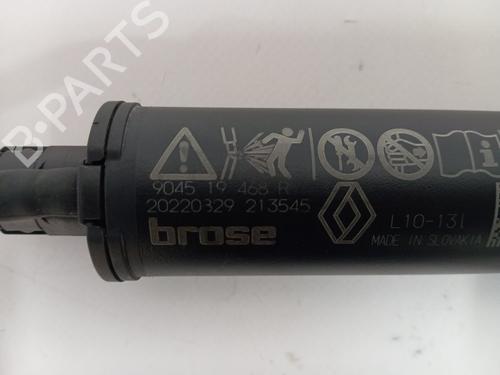 B-PARTS
9045 19 468 R
20220329 213545
brose
L10-131
MADE IN SLOVAKIA